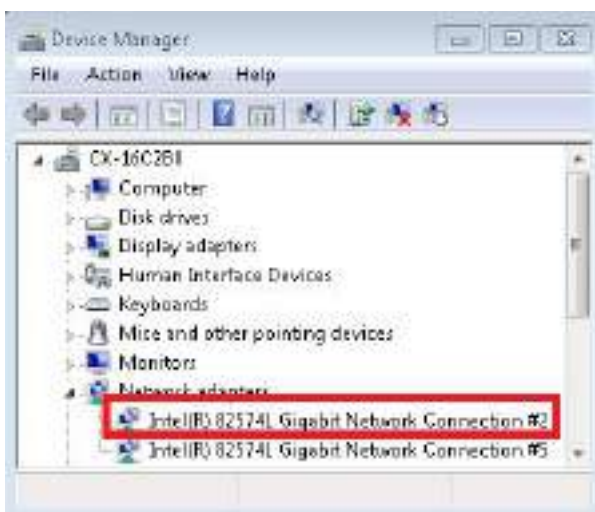 Device Manager
File Action View Help
CX-16C2BII
Computer
Disk drives
Display adapters
Human Interface Devices
Keyboards
Mice and other pointing devices
Monitors
Network adapters
Intel(R) 82574L Gigabit Network Connection #2
Intel(R) 82574L Gigabit Network Connection #5